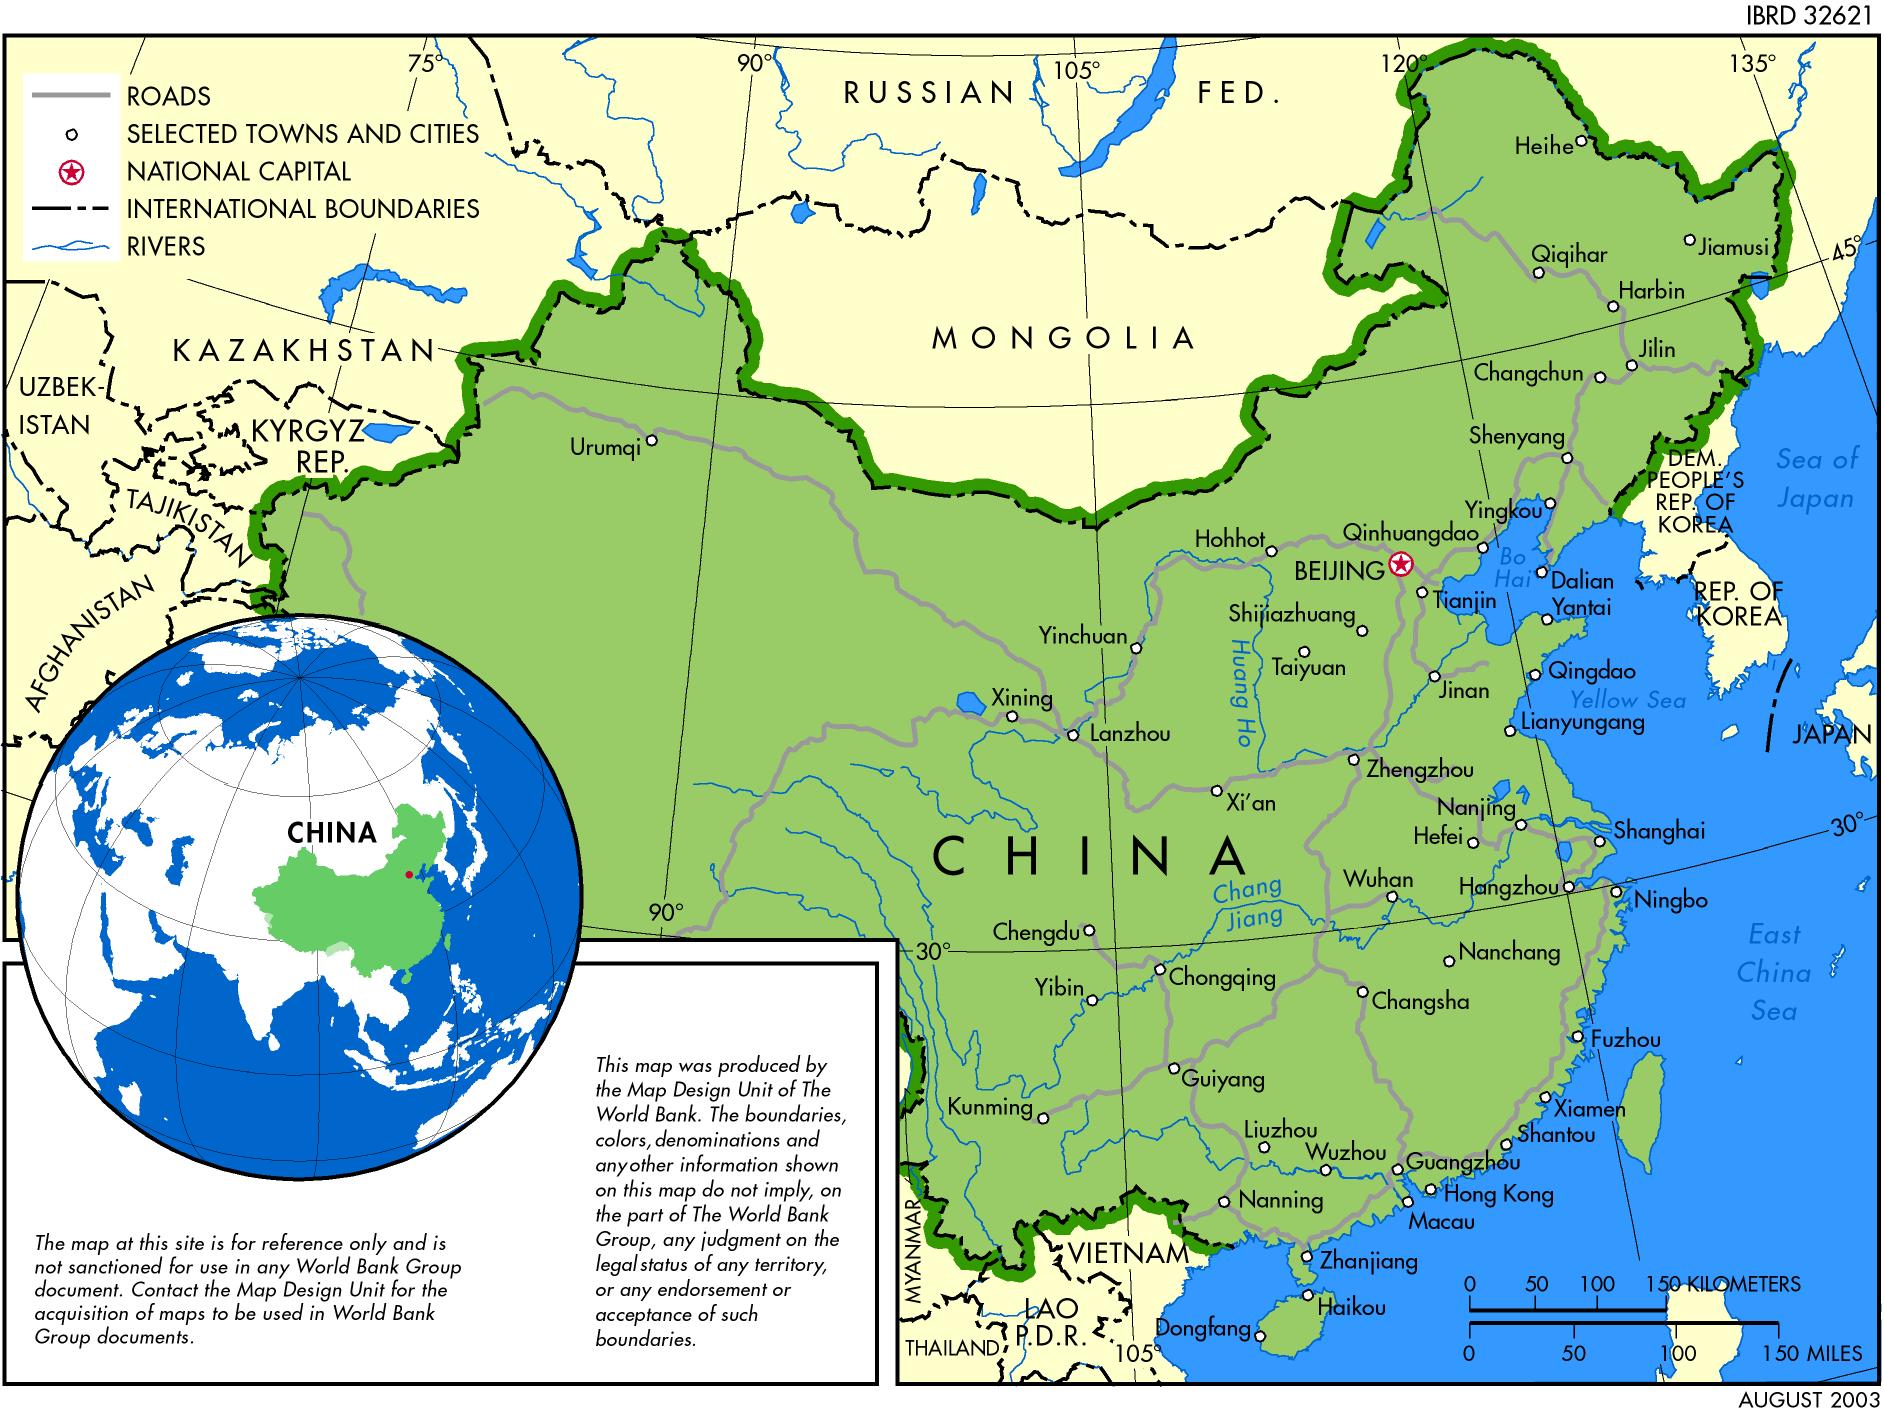 IBRD 32621
75°
90°
105°
120°
135°
ROADS
SELECTED TOWNS AND CITIES
NATIONAL CAPITAL
INTERNATIONAL BOUNDARIES
RIVERS
RUSSIAN FED.
Heihe
Jiamusi
45°
Qiqihar
Harbin
MONGOLIA
KAZAKHSTAN
Jilin
Changchun
UZBEK-
ISTAN
KYRGYZ
REP.
Urumqi
Shenyang
DEM.
PEOPLE'S
REP. OF
KOREA
Sea of
Japan
TAJIKISTAN
Yingkou
Qinhuangdao
Hohhot
BEIJING
Bo
Hai
Dalian
Tianjin
Yantai
REP. OF
KOREA
AFGHANISTAN
Shijiazhuang
Yinchuan
Taiyuan
Huang Ho
Qingdao
Jinan
Yellow Sea
Xining
Lanzhou
Lianyungang
JAPAN
Zhengzhou
Xi'an
Nanjing
Hefei
Shanghai
30°
CHINA
CHINA
Wuhan
Hangzhou
Ningbo
Chang
Jiang
90°
Chengdu
30°
Nanchang
East
China
Sea
Chongqing
Yibin
Changsha
Fuzhou
Guiyang
Kunming
Xiamen
Shantou
Liuzhou
Wuzhou
Guangzhou
Nanning
Hong Kong
Macau
MYANMAR
VIETNAM
Zhanjiang
LAO
P.D.R.
Haikou
THAILAND
Dongfang
105°
0 50 100 150 KILOMETERS
0 50 100 150 MILES
This map was produced by
the Map Design Unit of The
World Bank. The boundaries,
colors, denominations and
any other information shown
on this map do not imply, on
the part of The World Bank
Group, any judgment on the
legal status of any territory,
or any endorsement or
acceptance of such
boundaries.
The map at this site is for reference only and is
not sanctioned for use in any World Bank Group
document. Contact the Map Design Unit for the
acquisition of maps to be used in World Bank
Group documents.
AUGUST 2003